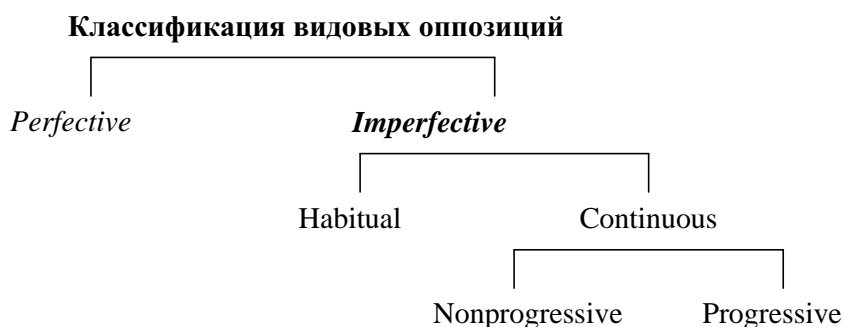 Классификация видовых оппозиций
Perfective Imperfective
Habitual Continuous
Nonprogressive Progressive